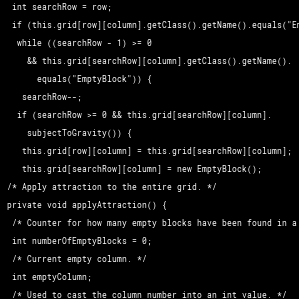 int searchRow = row;
if (this.grid[row][column].getClass().getName().equals("Em
while ((searchRow - 1) >= 0
&& this.grid[searchRow][column].getClass().getName().
equals("EmptyBlock")) {
searchRow--;
if (searchRow >= 0 && this.grid[searchRow][column].
subjectToGravity()) {
this.grid[row][column] = this.grid[searchRow][column];
this.grid[searchRow][column] = new EmptyBlock();
/* Apply attraction to the entire grid. */
private void applyAttraction() {
/* Counter for how many empty blocks have been found in a
int numberOfEmptyBlocks = 0;
/* Current empty column. */
int emptyColumn;
/* Used to cast the column number into an int value. */